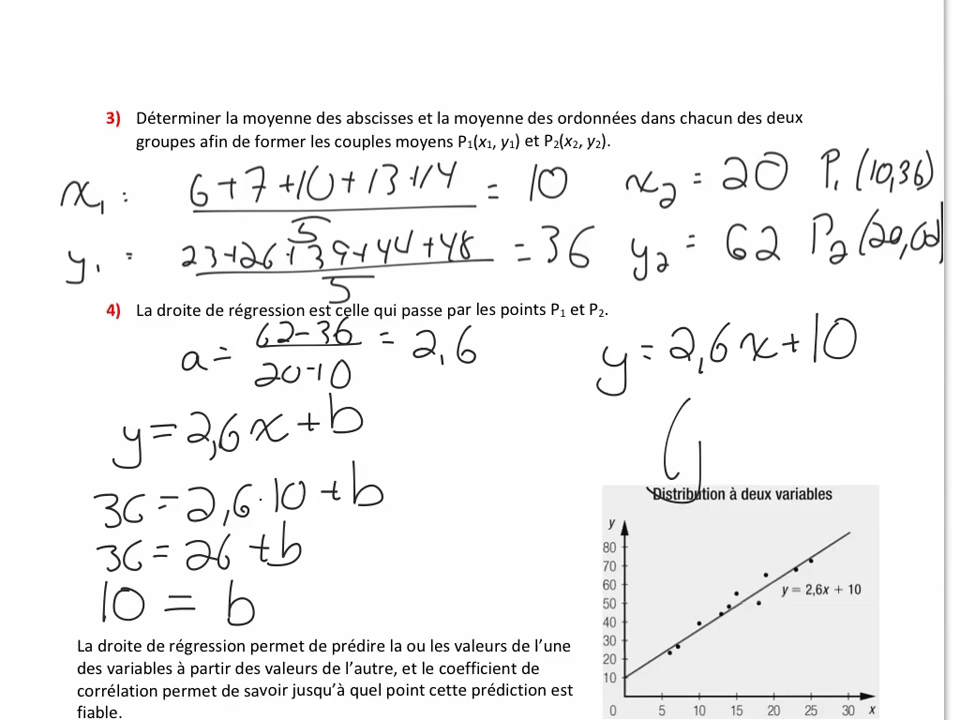 3) Déterminer la moyenne des abscisses et la moyenne des ordonnées dans chacun des deux
groupes afin de former les couples moyens P₁(x₁, y₁) et P₂(x₂, y₂).
x₁ : (6+7+10+13+14)/5 = 10 x₂ = 20 P₁(10,36)
y₁ = (23+26+39+44+48)/5 = 36 y₂ = 62 P₂(20,62)
4) La droite de régression est celle qui passe par les points P₁ et P₂.
a = (62-36)/(20-10) = 2,6 y=2,6x+10
y=2,6x+b
36=2,6·10+b
36=26+b
10=b
Distribution à deux variables
y
80
70
60
50
40
30
20
10
y = 2,6x + 10
0 5 10 15 20 25 30 x
La droite de régression permet de prédire la ou les valeurs de l’une
des variables à partir des valeurs de l’autre, et le coefficient de
corrélation permet de savoir jusqu’à quel point cette prédiction est
fiable.